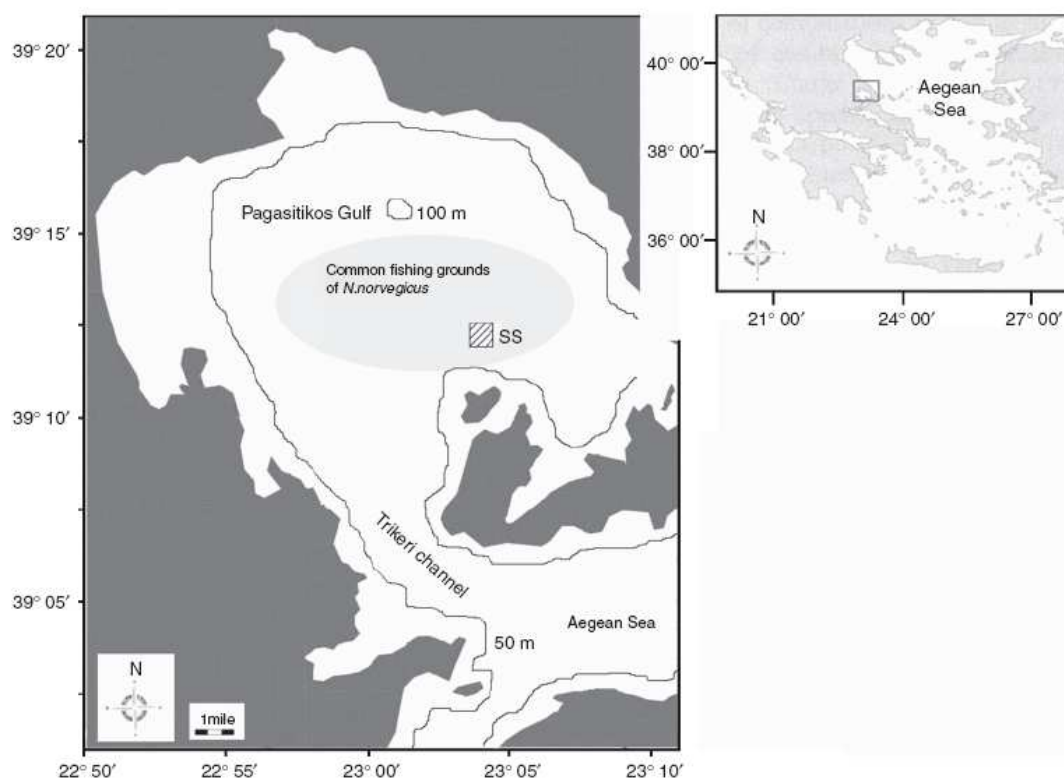 39° 20′
39° 15′
39° 10′
39° 05′
22° 50′
22° 55′
23° 00′
23° 05′
23° 10′
Pagasitikos Gulf
100 m
Common fishing grounds
of N.norvegicus
SS
Trikeri channel
Aegean Sea
50 m
N
1mile
40° 00′
38° 00′
36° 00′
21° 00′
24° 00′
27° 00′
Aegean
Sea
N